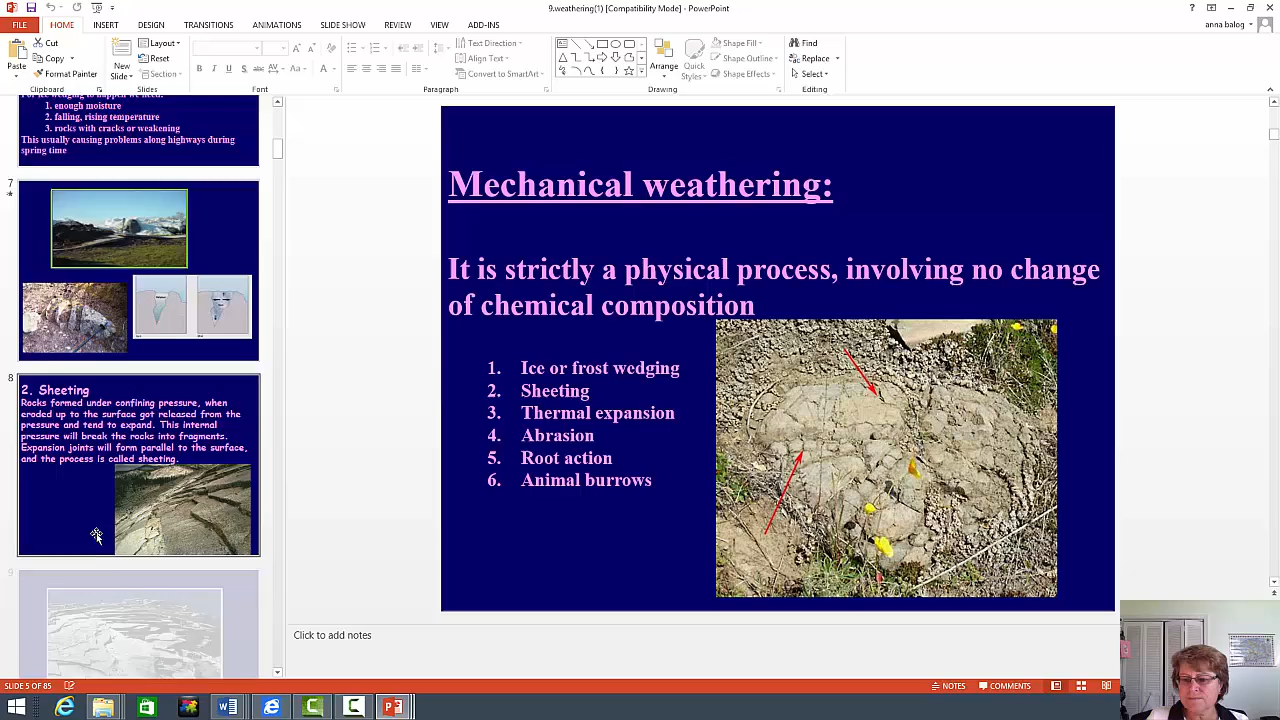 9.weathering(1) [Compatibility Mode] - PowerPoint
FILE HOME INSERT DESIGN TRANSITIONS ANIMATIONS SLIDE SHOW REVIEW VIEW ADD-INS anna balog
Paste Cut Copy Format Painter
Clipboard
New Slide Layout Reset Section
Slides
B I U S abc AV Aa A
Font
Text Direction Align Text Convert to SmartArt
Paragraph
Arrange Quick Styles Shape Fill Shape Outline Shape Effects
Drawing
Find Replace Select
Editing
1. enough moisture
2. falling, rising temperature
3. rocks with cracks or weakening
This usually causing problems along highways during
spring time
7
8
2. Sheeting
Rocks formed under confining pressure, when
eroded up to the surface got released from the
pressure and tend to expand. This internal
pressure will break the rocks into fragments.
Expansion joints will form parallel to the surface,
and the process is called sheeting.
9
Mechanical weathering:
It is strictly a physical process, involving no change
of chemical composition
1. Ice or frost wedging
2. Sheeting
3. Thermal expansion
4. Abrasion
5. Root action
6. Animal burrows
Click to add notes
SLIDE 5 OF 85 NOTES COMMENTS